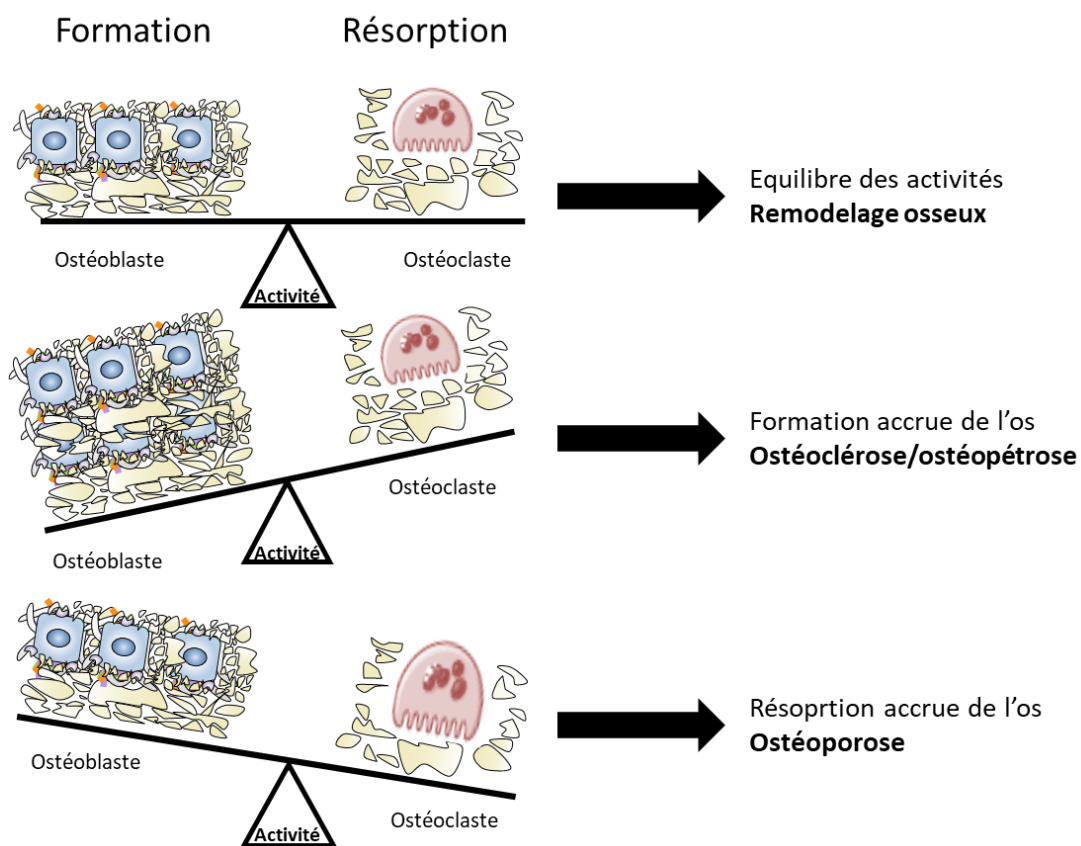 Formation
Résorption
Equilibre des activités
Remodelage osseux
Ostéoblaste
Ostéoclaste
Activité
Formation accrue de l'os
Ostéoclérose/ostéopétrose
Ostéoclaste
Activité
Ostéoblaste
Résoprtion accrue de l'os
Ostéoporose
Ostéoblaste
Ostéoclaste
Activité